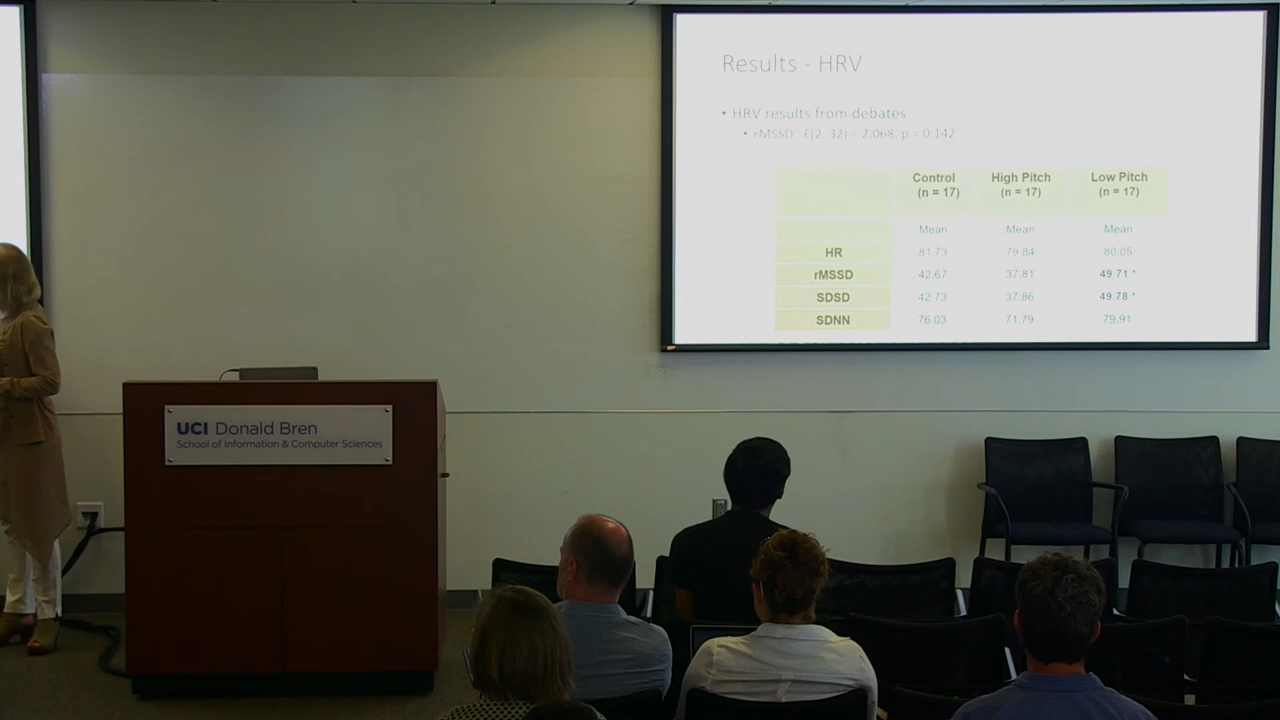 Results - HRV
• HRV results from debates
• rMSSD: F(2, 32) = 2.068, p = 0.142
Control (n = 17) High Pitch (n = 17) Low Pitch (n = 17)
Mean Mean Mean
HR 81.73 79.84 80.05
rMSSD 42.67 37.81 49.71 *
SDSD 42.73 37.86 49.78 *
SDNN 76.03 71.79 79.91
UCI Donald Bren
School of Information & Computer Sciences